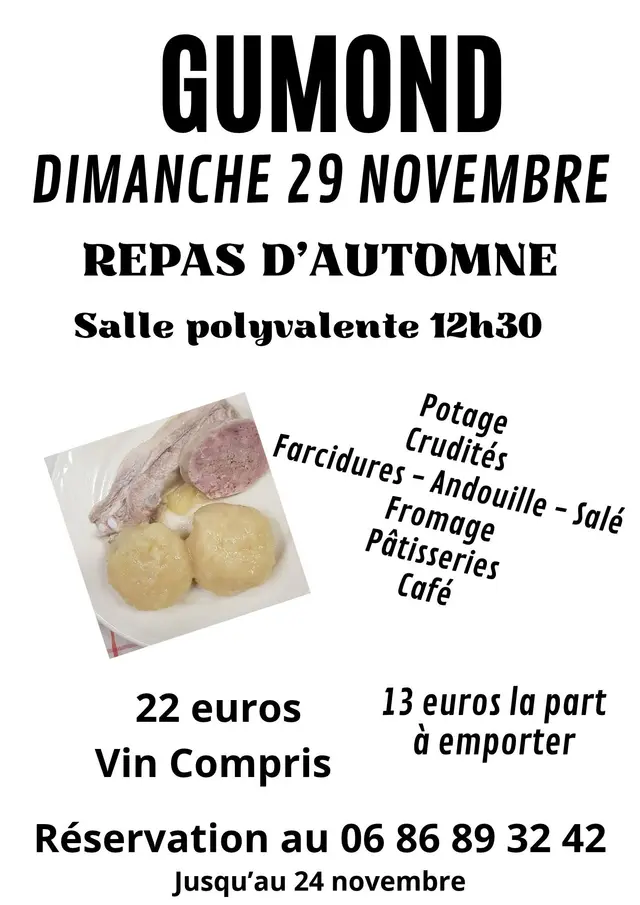 GUMOND
DIMANCHE 29 NOVEMBRE
REPAS D'AUTOMNE
Salle polyvalente 12h30
Potage
Crudités
Farcidures - Andouille - Salé
Fromage
Pâtisseries
Café
22 euros
Vin Compris
13 euros la part
à emporter
Réservation au 06 86 89 32 42
Jusqu'au 24 novembre